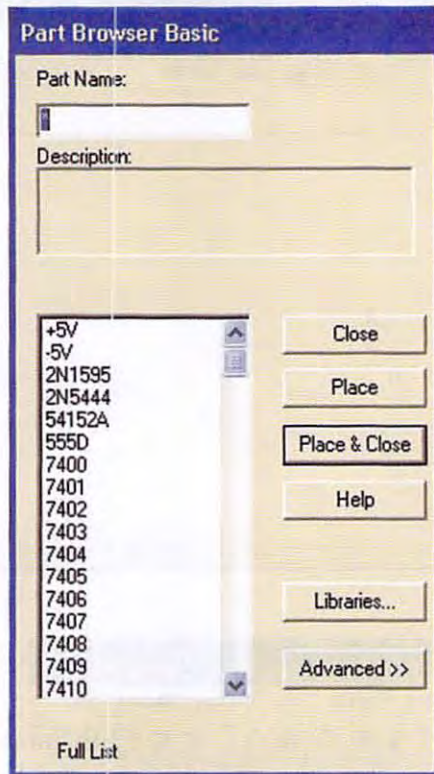 Part Browser Basic
Part Name:
*
Description:
+5V
-5V
2N1595
2N5444
54152A
555D
7400
7401
7402
7403
7404
7405
7406
7407
7408
7409
7410
Close
Place
Place & Close
Help
Libraries...
Advanced >>
Full List